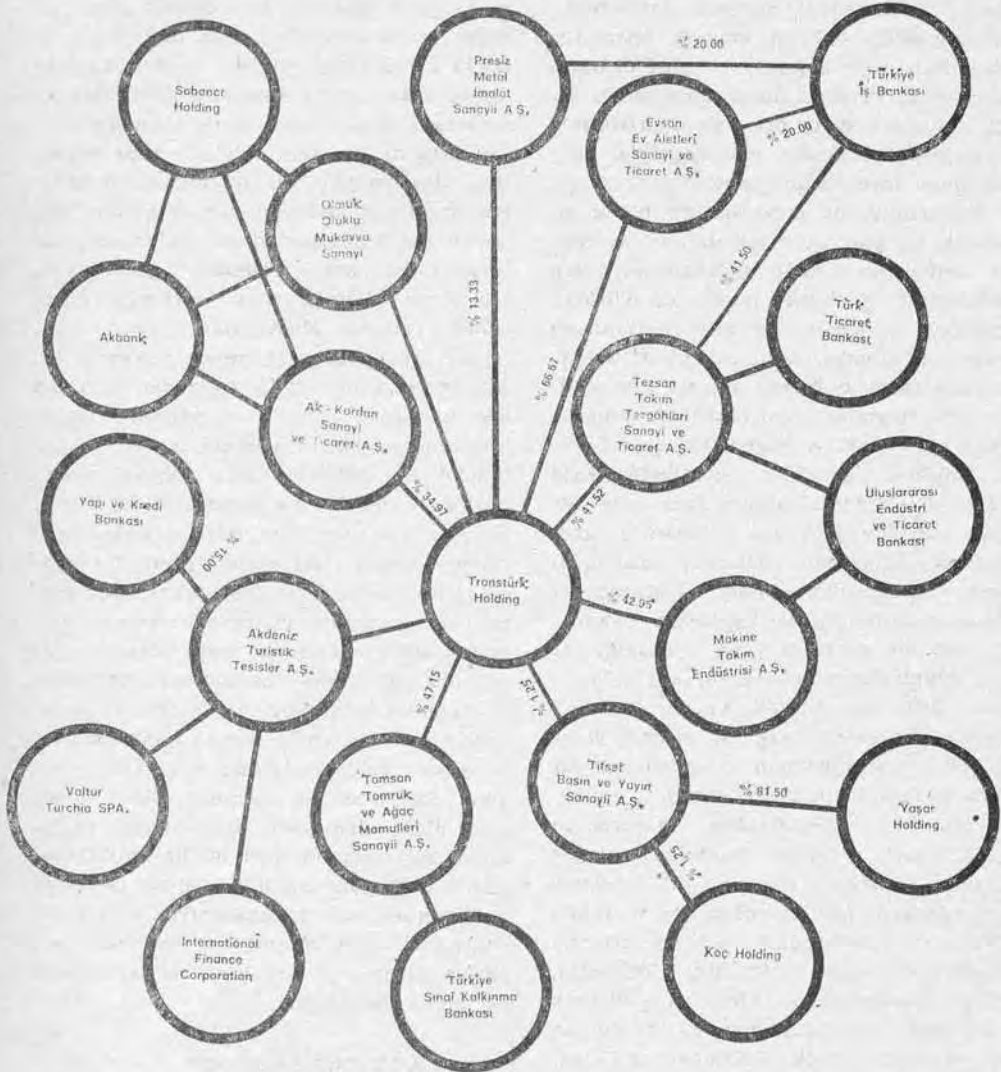 Sabancı
Holding
Presiz
Metal
İmalat
Sanayii A.Ş.
% 20.00
Türkiye
İş Bankası
Evsan
Ev Aletleri
Sanayi ve
Ticaret A.Ş.
% 20.00
Olmuk
Oluklu
Mukavva
Sanayi
% 41.50
Akbank
% 13.33
Türk
Ticaret
Bankası
% 66.67
Tezsan
Takım
Tezgahları
Sanayi ve
Ticaret A.Ş.
Ak-Kardan
Sanayi
ve Ticaret A.Ş.
% 34.97
% 41.52
Yapı ve Kredi
Bankası
Uluslararası
Endüstri
ve Ticaret
Bankası
% 15.00
Transtürk
Holding
% 42.95
Akdeniz
Turistik
Tesisler A.Ş.
Makine
Takım
Endüstrisi A.Ş.
% 47.15
% 1.25
Valtur
Turchia SPA.
Tamsan
Tomruk
ve Ağaç
Mamulleri
Sanayii A.Ş.
Tifset
Basın ve Yayın
Sanayii A.Ş.
% 81.50
Yaşar
Holding
% 1.25
International
Finance
Corporation
Türkiye
Sınai Kalkınma
Bankası
Koç Holding